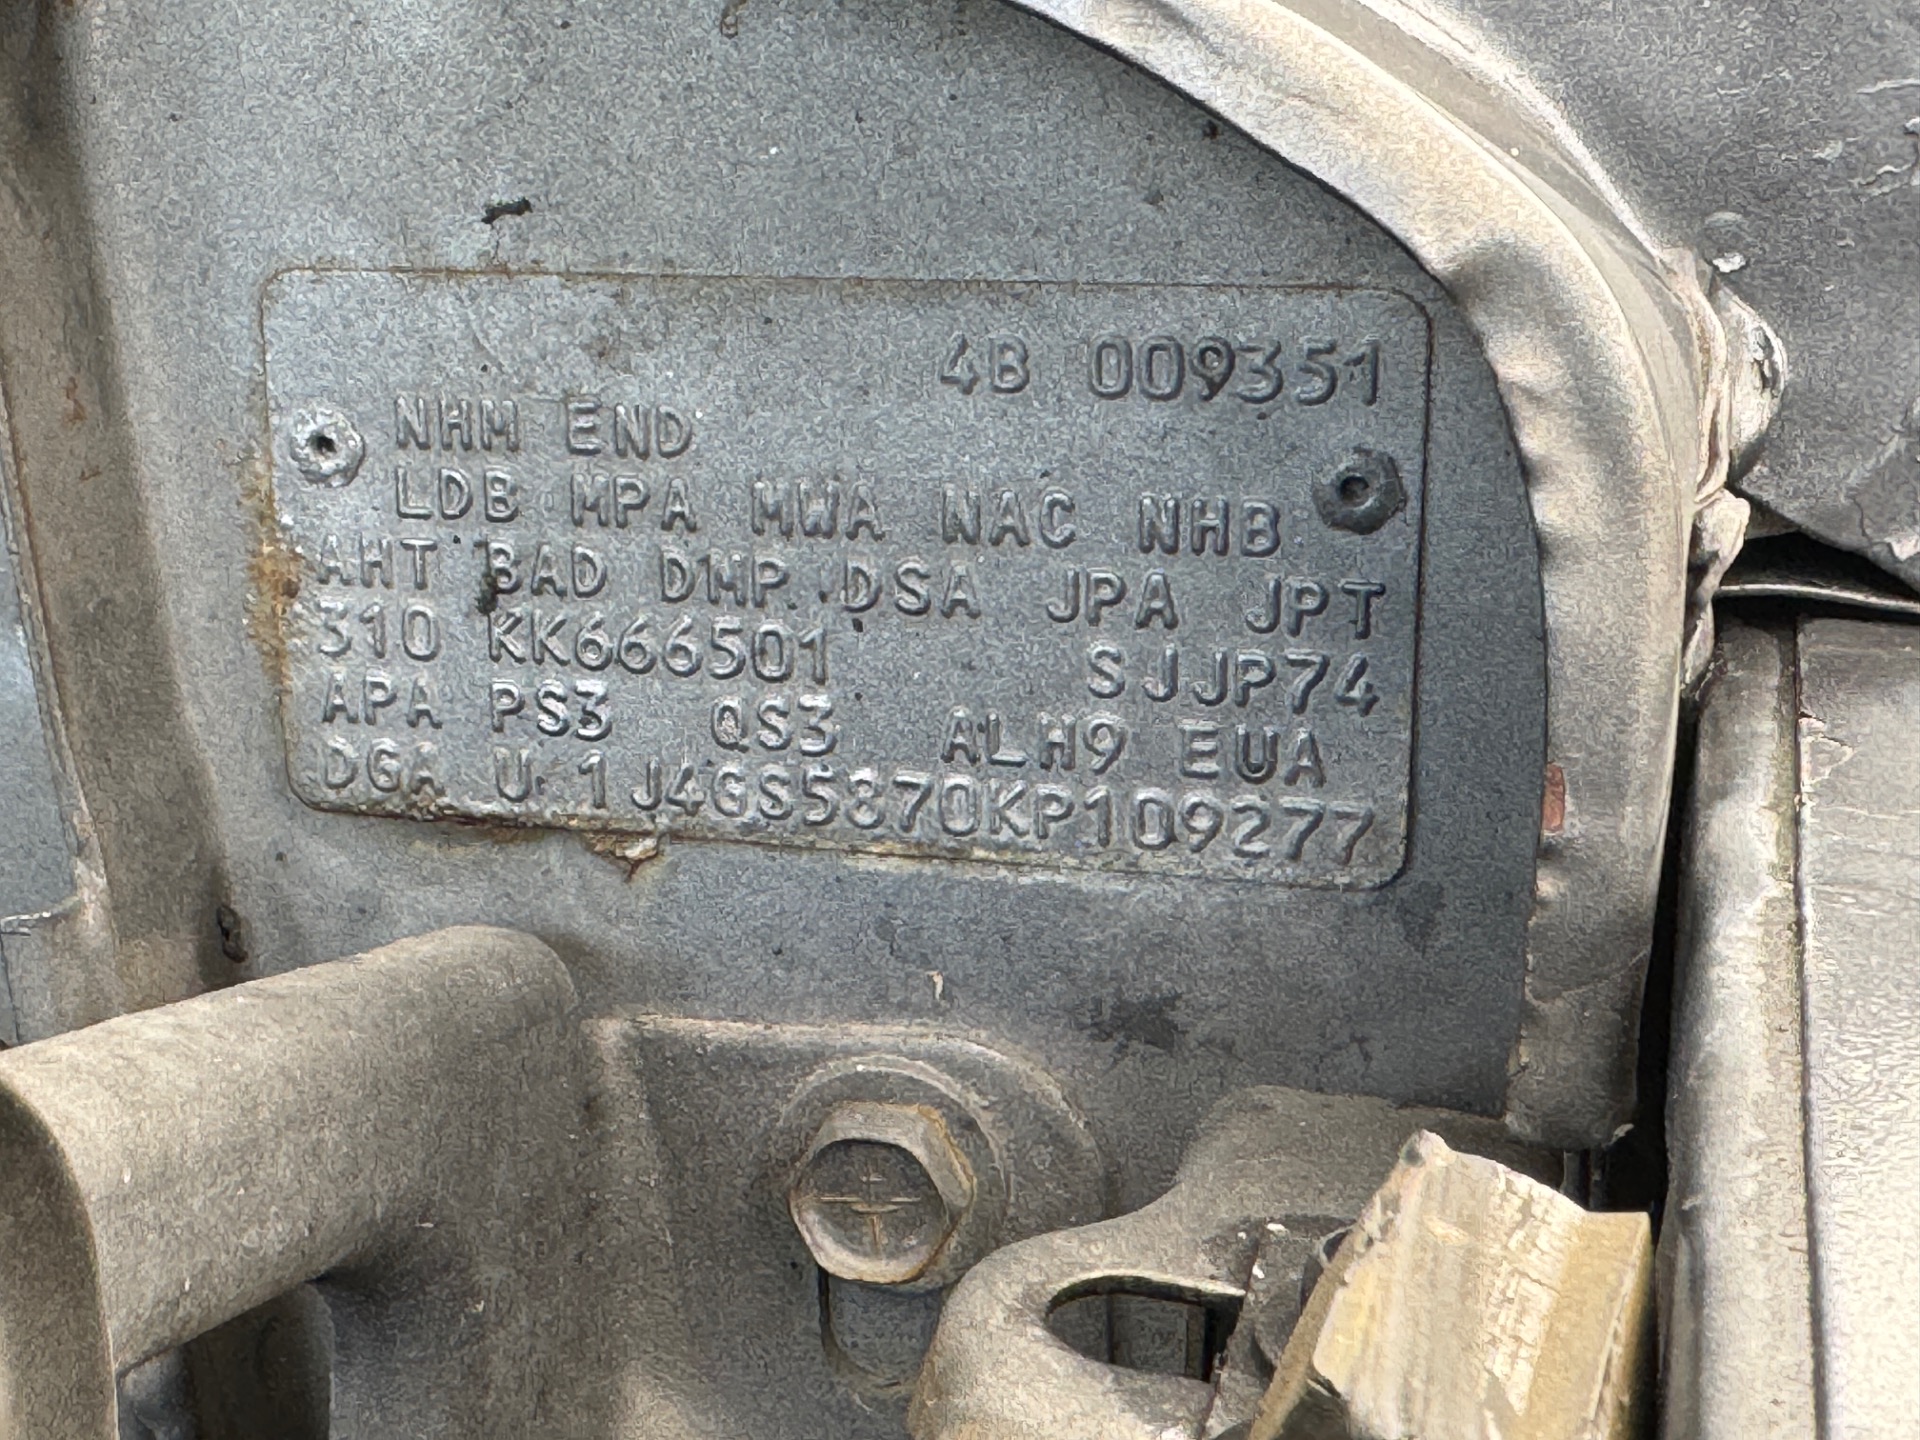 4B 009351
NHM END
LDB MPA MWA NAC NHB
AHT BAD DMP DSA JPA JPT
310 KK666501 SJJP74
APA PS3 QS3 ALH9 EUA
DGA U 1J4GS5870KP109277